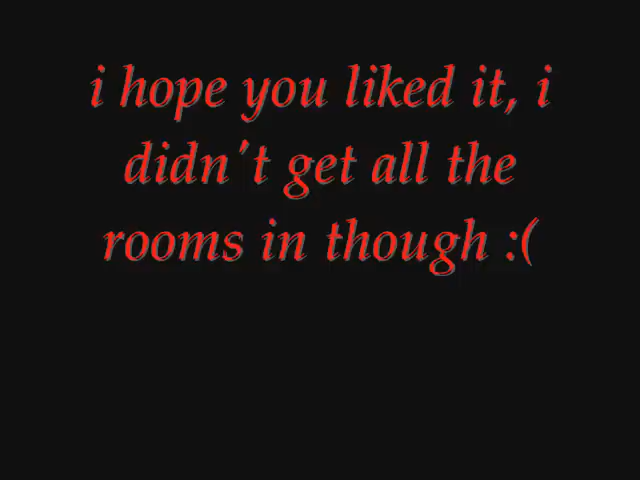 i hope you liked it, i
didn't get all the
rooms in though :(